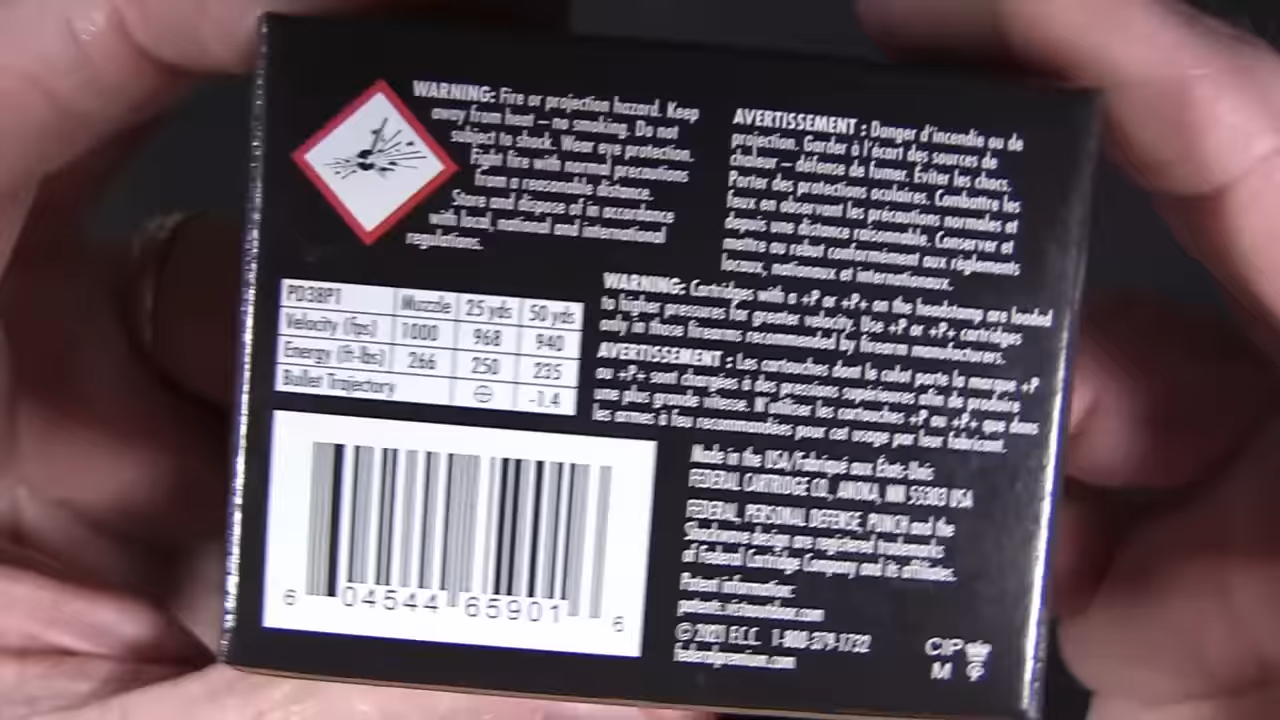 WARNING: Fire or projection hazard. Keep
away from heat – no smoking. Do not
subject to shock. Wear eye protection.
Fight fire with normal precautions
from a reasonable distance.
Store and dispose of in accordance
with local, national and international
regulations.
AVERTISSEMENT : Danger d'incendie ou de
projection. Garder à l'écart des sources de
chaleur – défense de fumer. Éviter les chocs.
Porter des protections oculaires. Combattre les
feux en observant les précautions normales et
depuis une distance raisonnable. Conserver et
mettre au rebut conformément aux règlements
locaux, nationaux et internationaux.
PD38P1 Muzzle 25 yds 50 yds
Velocity (fps) 1000 968 940
Energy (ft-lbs) 266 250 235
Bullet Trajectory -1.4
WARNING: Cartridges with a +P or +P+ on the headstamp are loaded
to higher pressures for greater velocity. Use +P or +P+ cartridges
only in those firearms recommended by firearm manufacturers.
AVERTISSEMENT : Les cartouches dont le culot porte la marque +P
ou +P+ sont chargées à des pressions supérieures afin de produire
une plus grande vitesse. N'utiliser les cartouches +P ou +P+ que dans
les armes à feu recommandées pour cet usage par leur fabricant.
6 04544 65901 6
Made in the USA/Fabriqué aux États-Unis
FEDERAL CARTRIDGE CO., ANOKA, MN 55303 USA
FEDERAL, PERSONAL DEFENSE, PUNCH and the
Shockwave design are registered trademarks
of Federal Cartridge Company and its affiliates.
Patent information:
patents.vistaoutdoor.com
© 2021 F.C.C. 1-800-379-1732
federalpremium.com
CIP
M